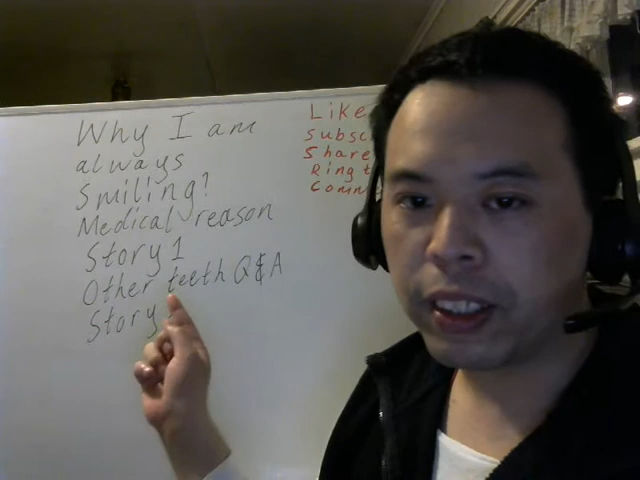 Why I am
always
Smiling?
Medical reason
Story 1
Other teeth Q&A
Story
Like
Share